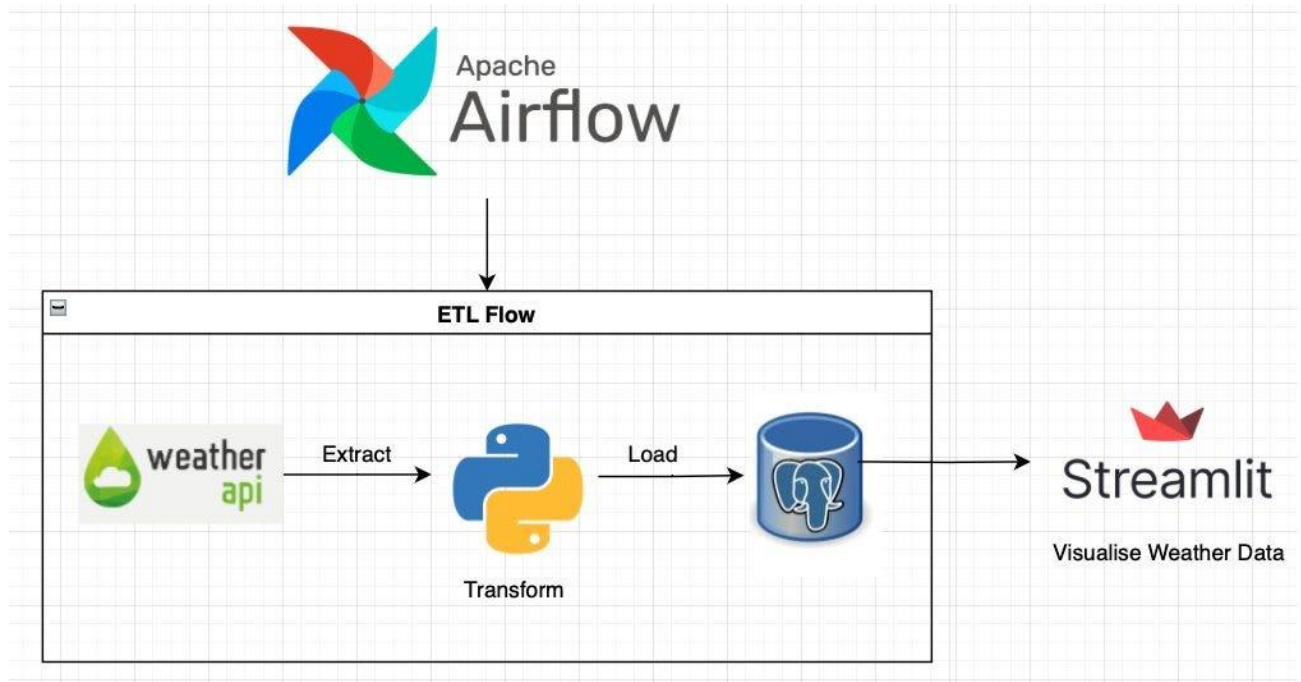 Apache
Airflow
ETL Flow
weather
api
Extract
Load
Transform
Streamlit
Visualise Weather Data